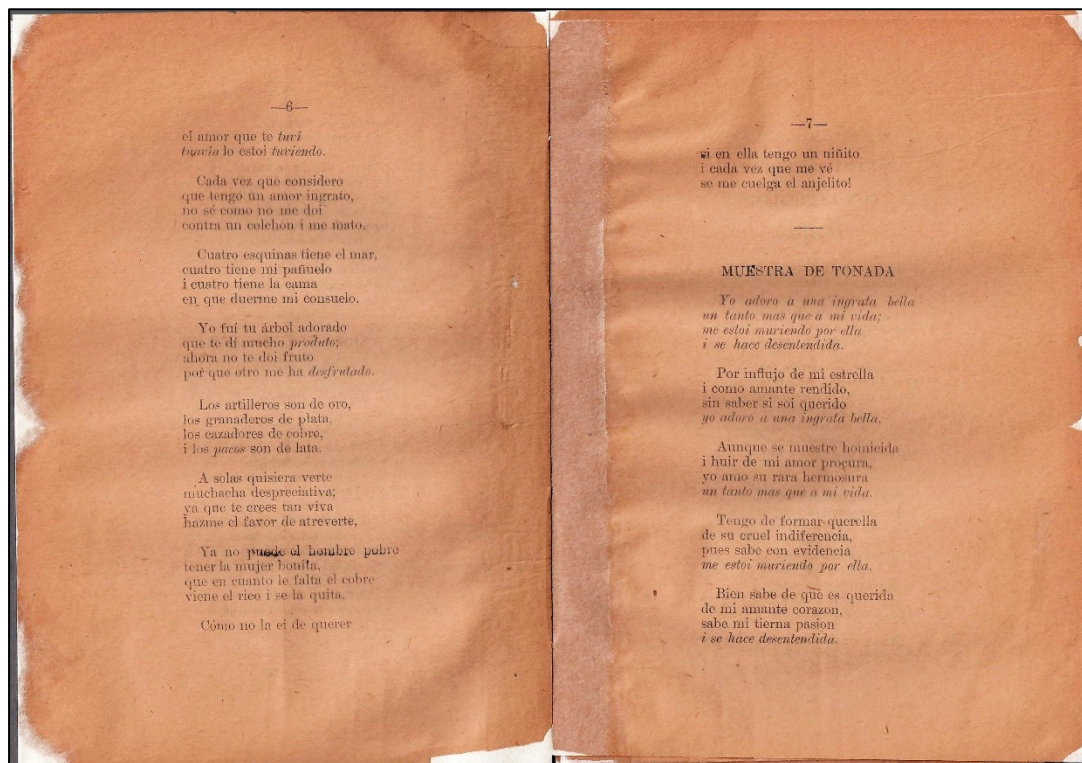 —6—
el amor que te tuví
tuavía lo estoi tuviendo.
Cada vez que considero
que tengo un amor ingrato,
no sé como no me doi
contra un colchon i me mato.
Cuatro esquinas tiene el mar,
cuatro tiene mi pañuelo
i cuatro tiene la cama
en que duerme mi consuelo.
Yo fuí tu árbol adorado
que te dí mucho produto;
ahora no te doi fruto
por que otro me ha desfrutado.
Los artilleros son de oro,
los granaderos de plata,
los cazadores de cobre,
i los pacos son de lata.
A solas quisiera verte
muchacha despreciativa;
ya que te crees tan viva
hazme el favor de atreverte,
Ya no puede el hombre pobre
tener la mujer bonita,
que en cuanto le falta el cobre
viene el rico i se la quita.
Cómo no la ei de querer
—7—
si en ella tengo un niñito
i cada vez que me vé
se me cuelga el anjelito!
MUESTRA DE TONADA
Yo adoro a una ingrata bella
un tanto mas que a mi vida;
me estoi muriendo por ella
i se hace desentendida.
Por influjo de mi estrella
i como amante rendido,
sin saber si soi querido
yo adoro a una ingrata bella.
Aunque se muestre homicida
i huir de mi amor procura,
yo amo su rara hermosura
un tanto mas que a mi vida.
Tengo de formar querella
de su cruel indiferencia,
pues sabe con evidencia
me estoi muriendo por ella.
Bien sabe de que es querida
de mi amante corazon,
sabe mi tierna pasion
i se hace desentendida.